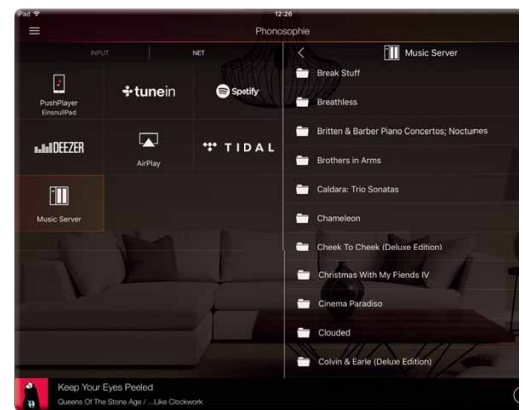 iPad 12:26
Phonosophie
INPUT NET
Music Server
PushPlayer
EinsnullPad
tunein
Spotify
DEEZER
AirPlay
TIDAL
Music Server
Break Stuff
Breathless
Britten & Barber Piano Concertos; Noctumes
Brothers in Arms
Caldara: Trio Sonatas
Chameleon
Cheek To Cheek (Deluxe Edition)
Christmas With My Fiends IV
Cinema Paradiso
Clouded
Colvin & Earle (Deluxe Edition)
Keep Your Eyes Peeled
Queens Of The Stone Age / ...Like Clockwork